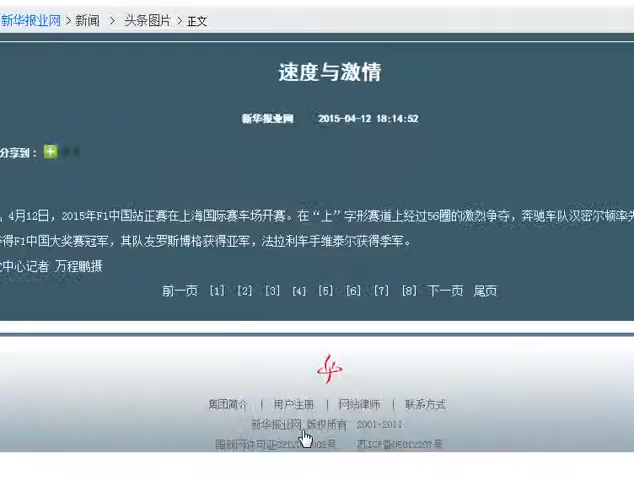 新华报业网 > 新闻 > 头条图片 > 正文
速度与激情
新华报业网 2015-04-12 18:14:52
分享到：
，4月12日，2015年F1中国站正赛在上海国际赛车场开赛。在“上”字形赛道上经过56圈的激烈争夺，奔驰车队汉密尔顿率先
得F1中国大奖赛冠军，其队友罗斯博格获得亚军，法拉利车手维泰尔获得季军。
中心记者 万程鹏摄
前一页 [1] [2] [3] [4] [5] [6] [7] [8] 下一页 尾页
集团简介 | 用户注册 | 网站律师 | 联系方式
新华报业网 版权所有 2001-2011